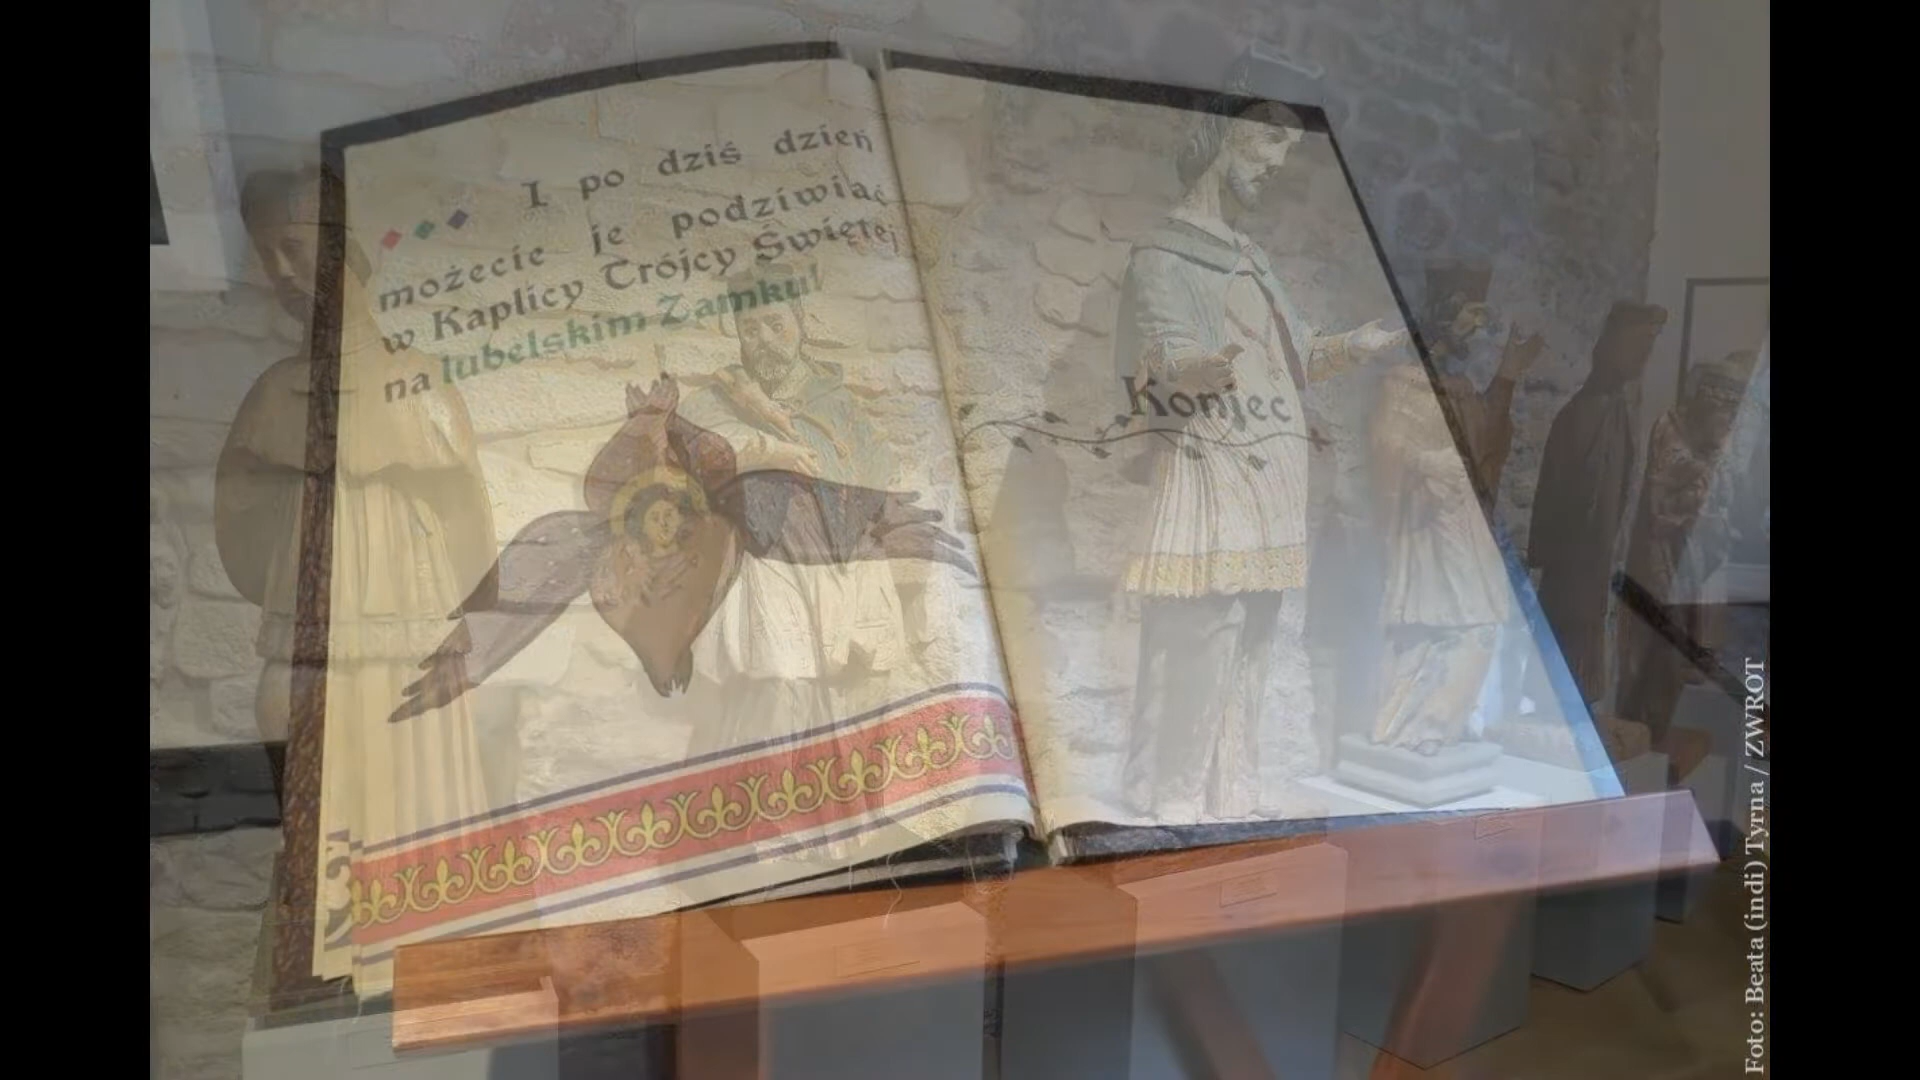 I po dziś dzień
możecie je podziwiać
w Kaplicy Trójcy Świętej
na lubelskim Zamku!
Koniec
Foto: Beata (indi) Tyrna / ZWROT